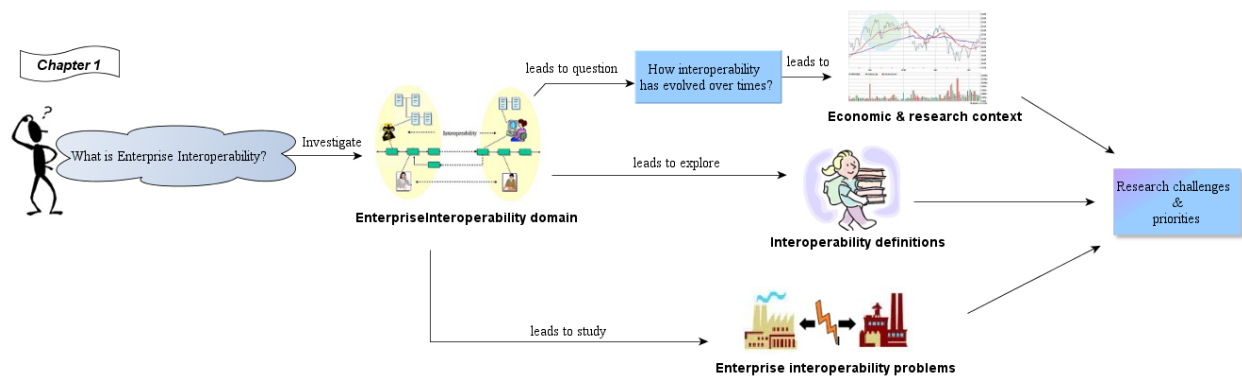 Chapter 1
?
What is Enterprise Interoperability?
Investigate
Interoperability
EnterpriseInteroperability domain
leads to question
How interoperability
has evolved over times?
leads to
Economic & research context
leads to explore
Interoperability definitions
leads to study
Enterprise interoperability problems
Research challenges
&
priorities